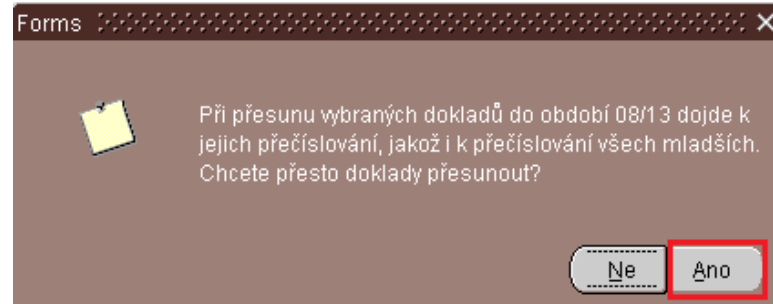 Forms
Při přesunu vybraných dokladů do období 08/13 dojde k
jejich přečíslování, jakož i k přečíslování všech mladších.
Chcete přesto doklady přesunout?
Ne Ano